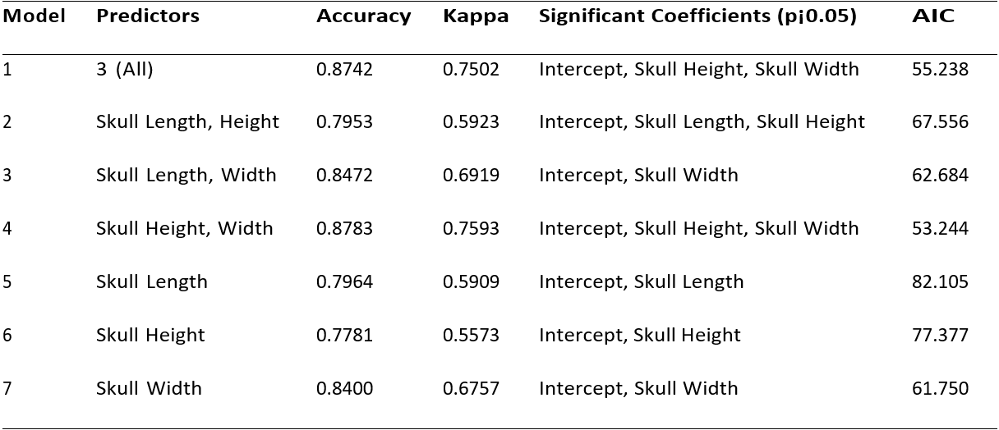 Model Predictors Accuracy Kappa Significant Coefficients (p¡0.05) AIC
1 3 (All) 0.8742 0.7502 Intercept, Skull Height, Skull Width 55.238
2 Skull Length, Height 0.7953 0.5923 Intercept, Skull Length, Skull Height 67.556
3 Skull Length, Width 0.8472 0.6919 Intercept, Skull Width 62.684
4 Skull Height, Width 0.8783 0.7593 Intercept, Skull Height, Skull Width 53.244
5 Skull Length 0.7964 0.5909 Intercept, Skull Length 82.105
6 Skull Height 0.7781 0.5573 Intercept, Skull Height 77.377
7 Skull Width 0.8400 0.6757 Intercept, Skull Width 61.750